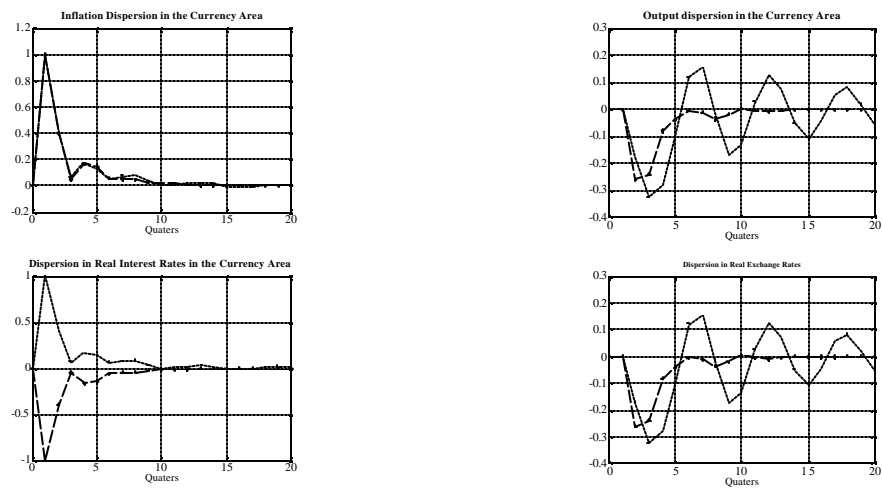 Inflation Dispersion in the Currency Area
1.2
1
0.8
0.6
0.4
0.2
0
-0.2
0 5 10 15 20
Quaters
Output dispersion in the Currency Area
0.3
0.2
0.1
0
-0.1
-0.2
-0.3
-0.4
0 5 10 15 20
Quaters
Dispersion in Real Interest Rates in the Currency Area
1
0.5
0
-0.5
-1
0 5 10 15 20
Quaters
Dispersion in Real Exchange Rates
0.3
0.2
0.1
0
-0.1
-0.2
-0.3
-0.4
0 5 10 15 20
Quaters